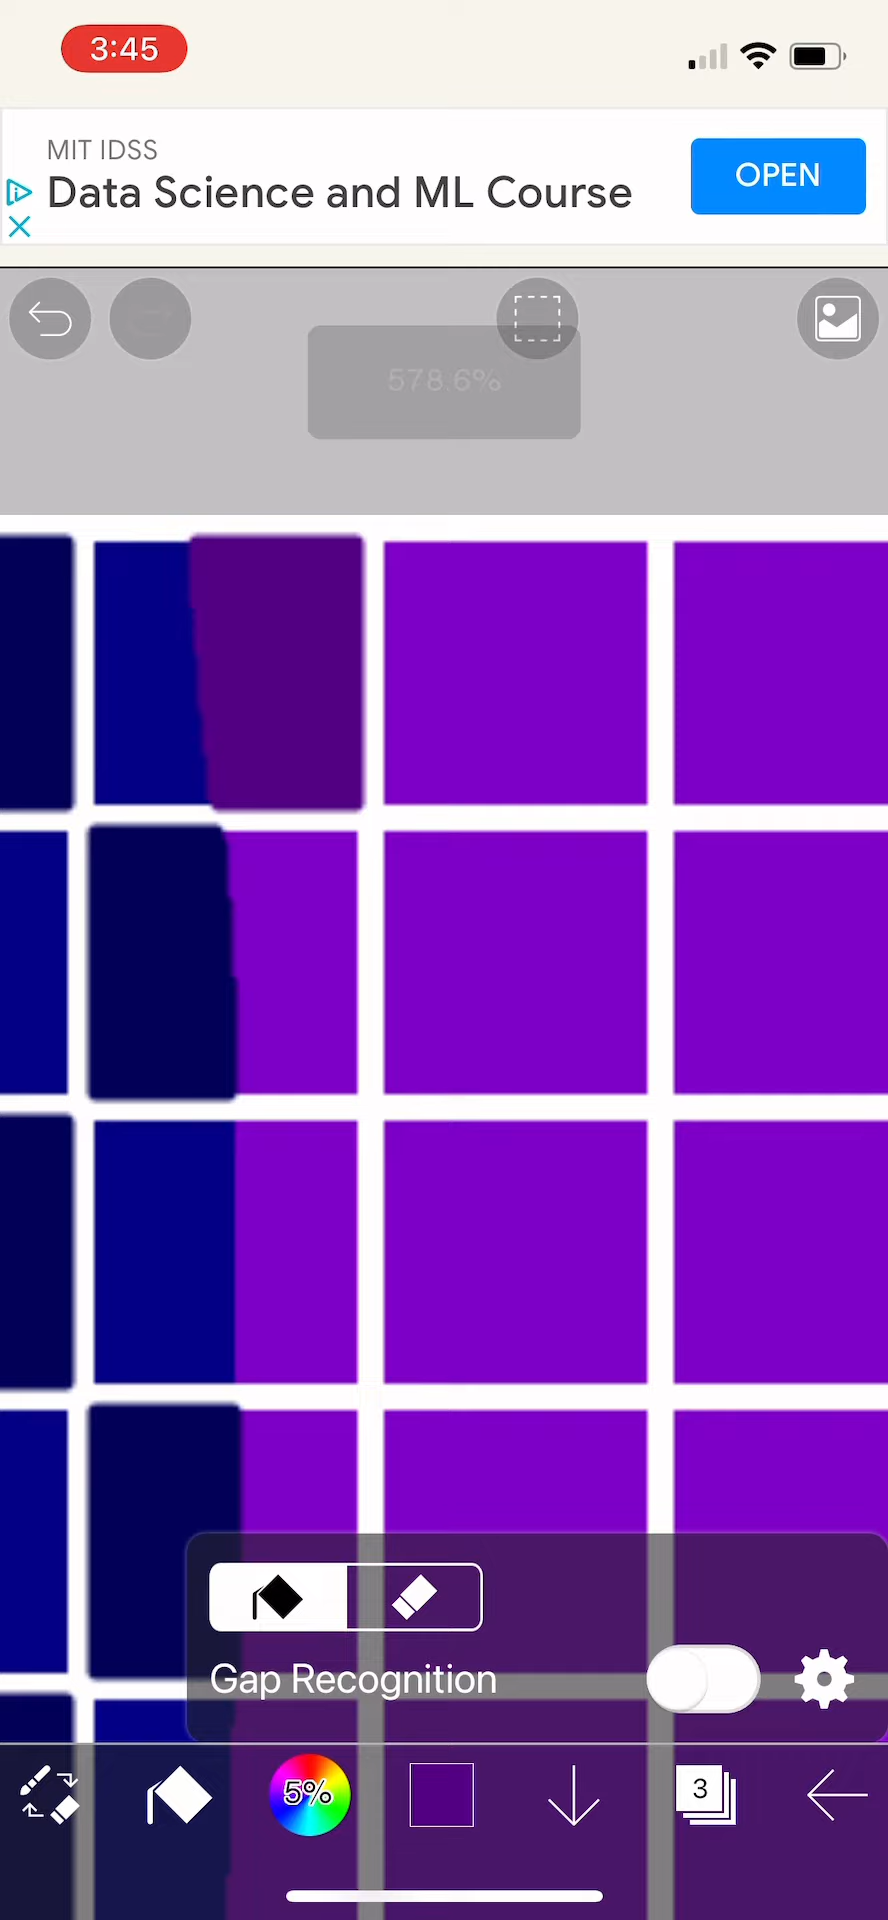 3:45
MIT IDSS
Data Science and ML Course
OPEN
578.6%
Gap Recognition
5%
3